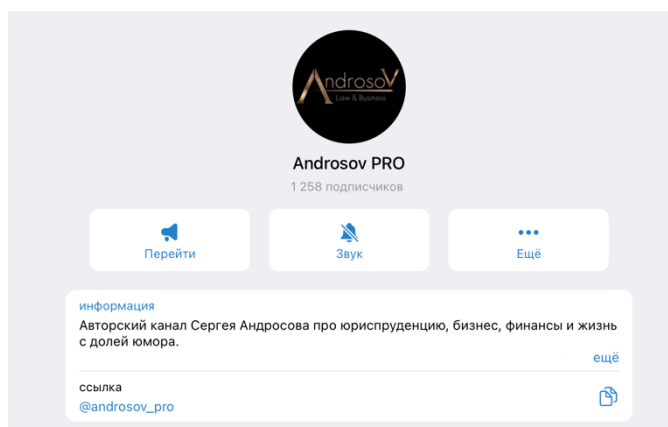 AndrosoV
Law & Business
Androsov PRO
1 258 подписчиков
Перейти
Звук
Ещё
информация
Авторский канал Сергея Андросова про юриспруденцию, бизнес, финансы и жизнь
с долей юмора.
ещё
ссылка
@androsov_pro